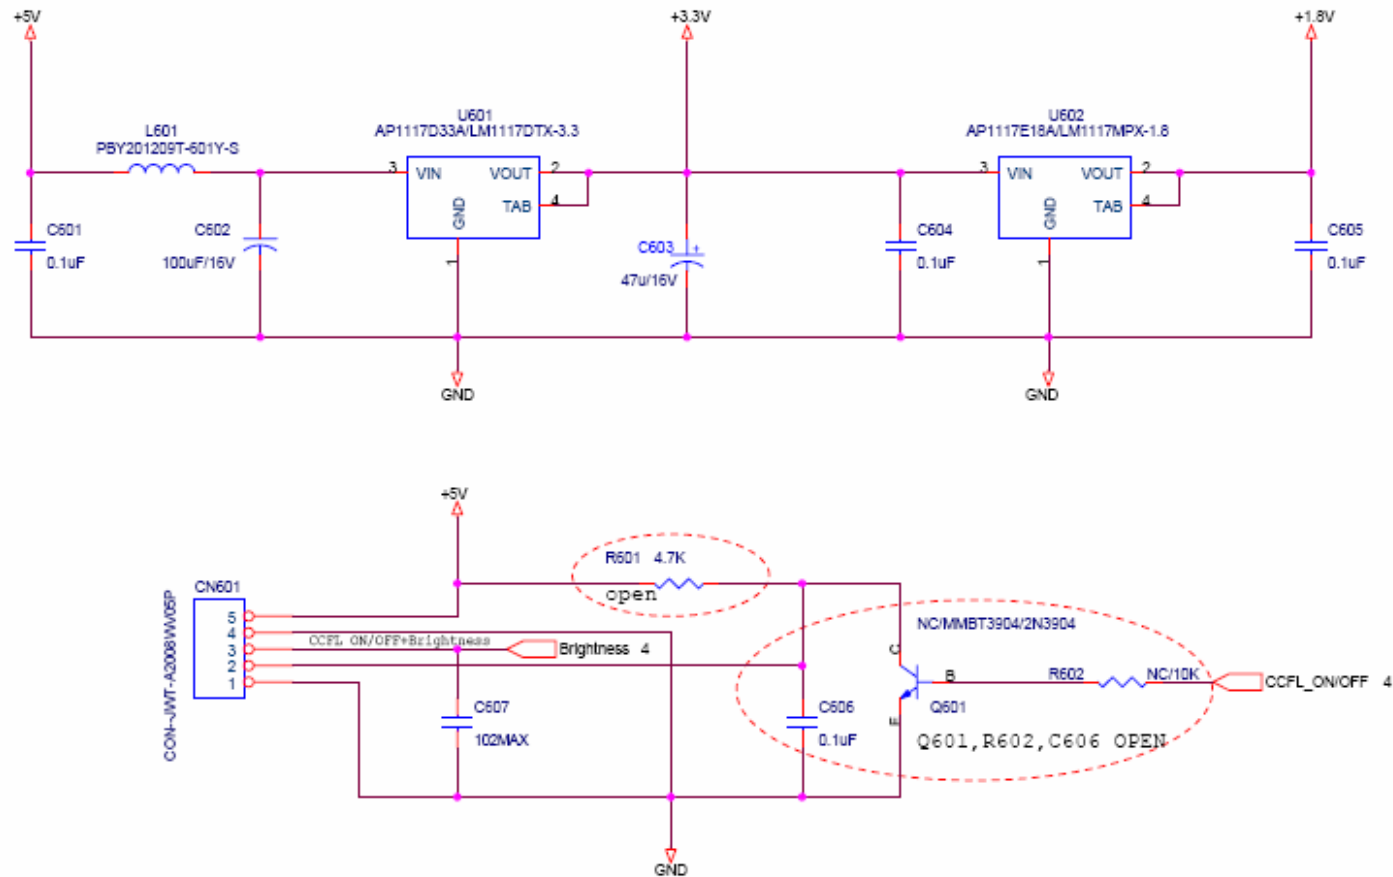 +5V
+3.3V
+1.8V
L601
PBY201209T-601Y-S
U601
AP1117D33A/LM1117DTX-3.3
U602
AP1117E18A/LM1117MPX-1.8
3
VIN
VOUT
2
TAB
4
GND
1
3
VIN
VOUT
2
TAB
4
GND
1
C601
0.1uF
C602
100uF/16V
C603
+
47u/16V
C604
0.1uF
C605
0.1uF
GND
GND
+5V
R601 4.7K
open
CN601
CON-JWT-A2008WV05P
5
4
3
2
1
CCFL ON/OFF+Brightness
Brightness 4
NC/MMBT3904/2N3904
C
B
E
Q601
R602
NC/10K
CCFL_ON/OFF 4
C607
102MAX
C606
0.1uF
Q601,R602,C606 OPEN
GND